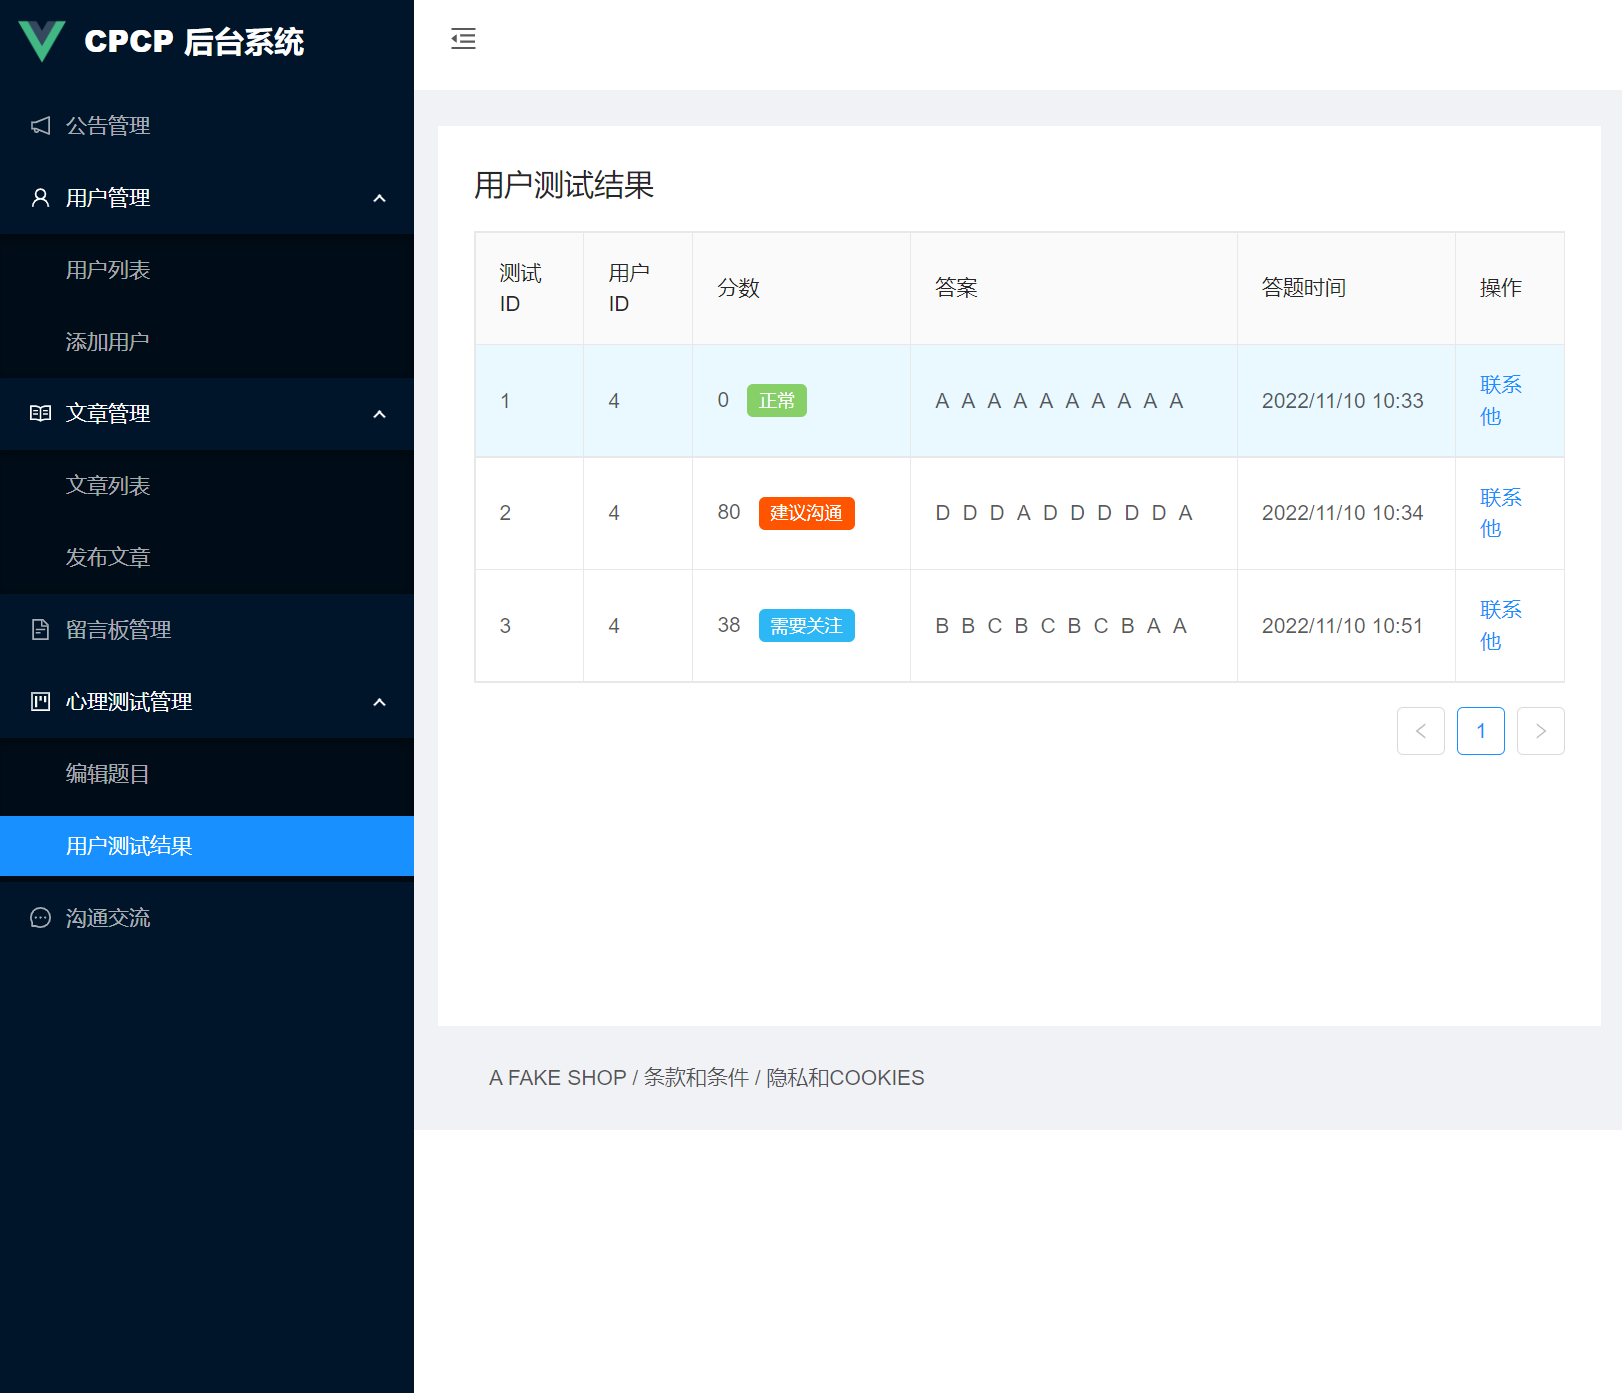 CPCP 后台系统
公告管理
用户管理
用户列表
添加用户
文章管理
文章列表
发布文章
留言板管理
心理测试管理
编辑题目
用户测试结果
沟通交流
用户测试结果
测试 ID 用户 ID 分数 答案 答题时间 操作
1 4 0 正常 A A A A A A A A A A 2022/11/10 10:33 联系他
2 4 80 建议沟通 D D D A D D D D D A 2022/11/10 10:34 联系他
3 4 38 需要关注 B B C B C B C B A A 2022/11/10 10:51 联系他
1
A FAKE SHOP / 条款和条件 / 隐私和COOKIES